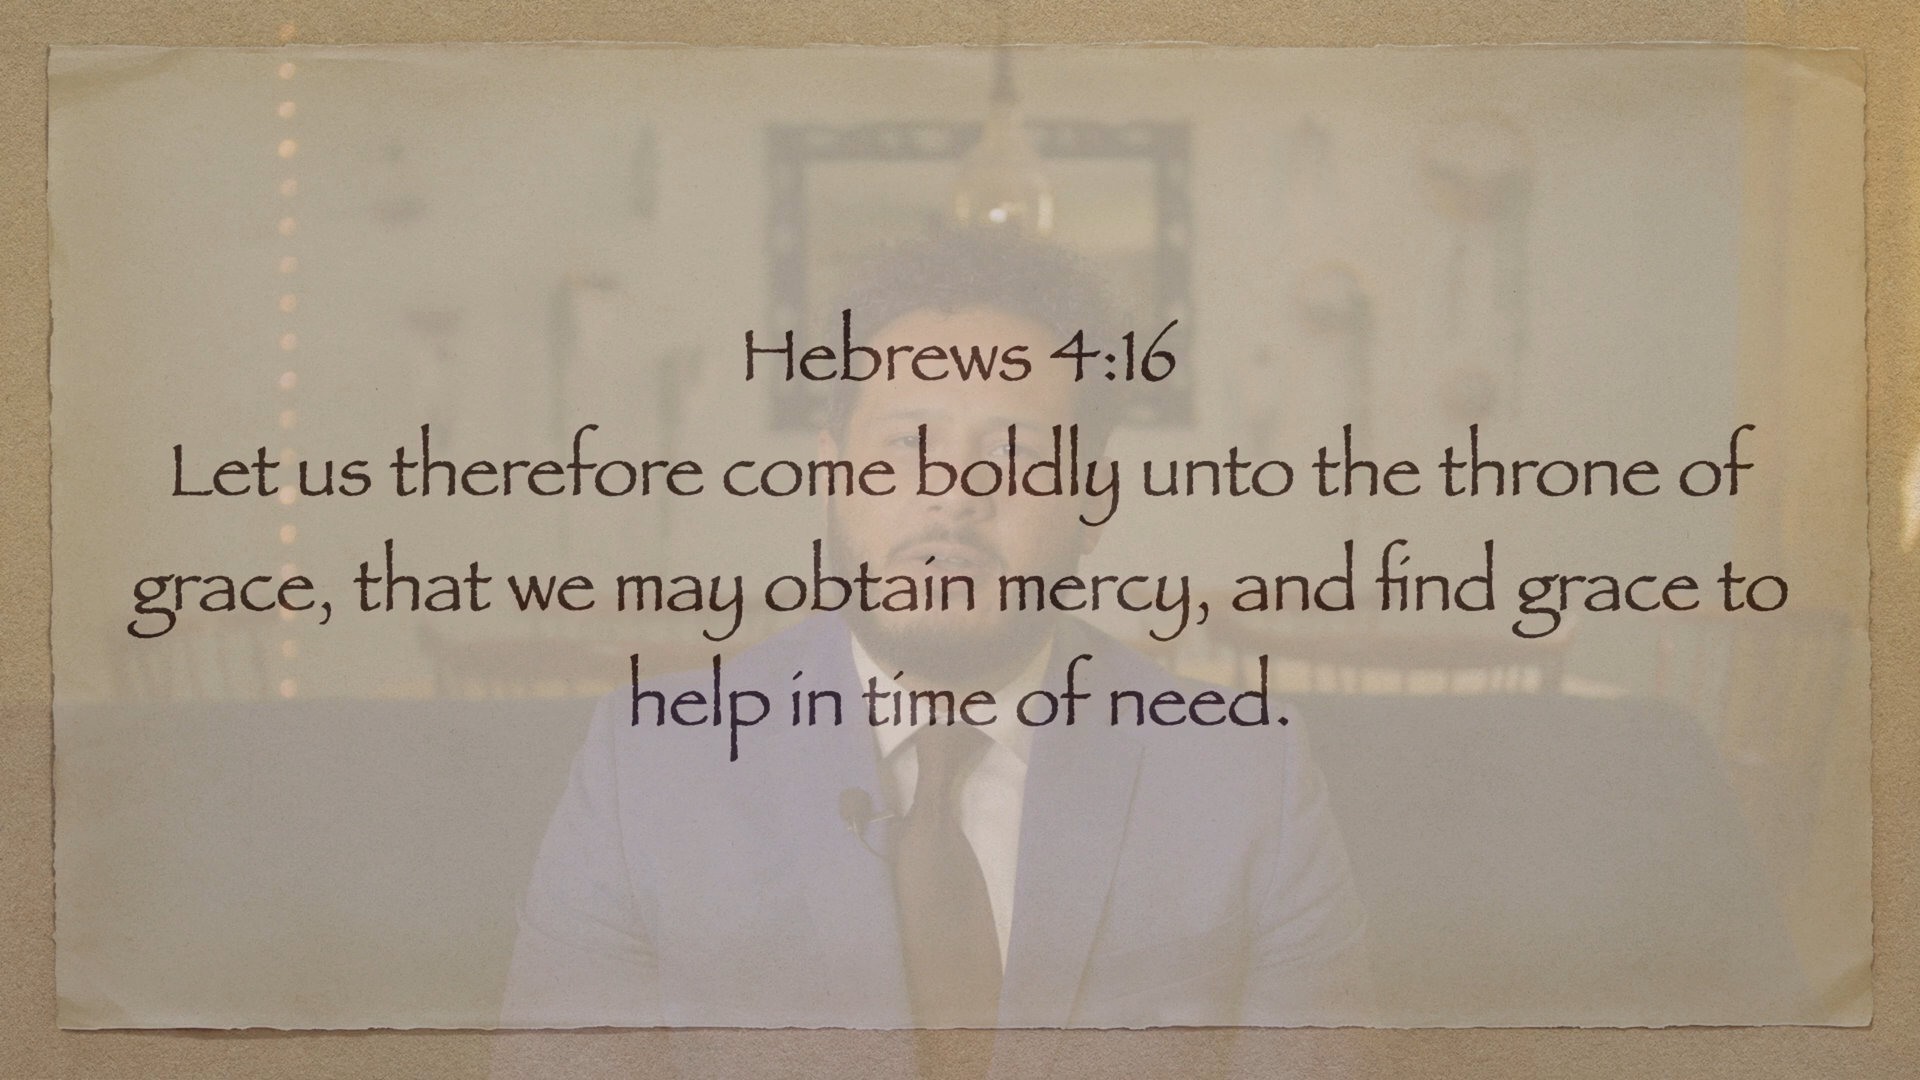 Hebrews 4:16
Let us therefore come boldly unto the throne of
grace, that we may obtain mercy, and find grace to
help in time of need.